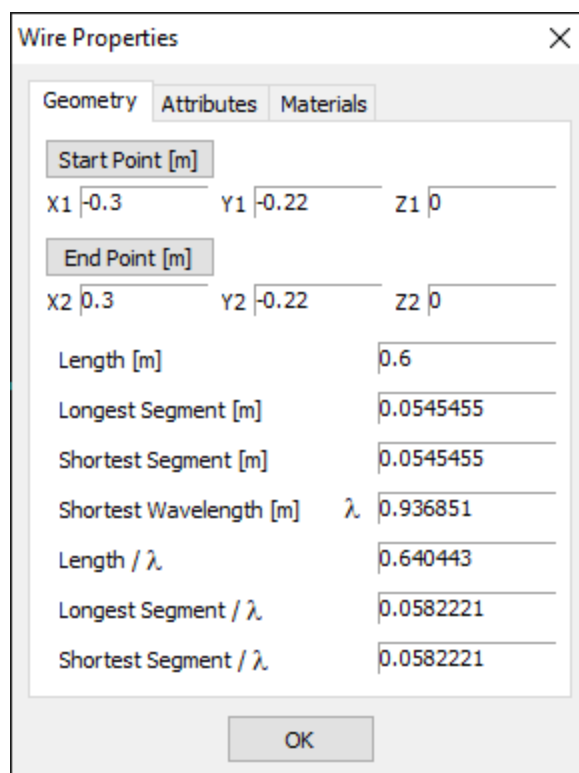 Wire Properties
Geometry Attributes Materials
Start Point [m]
X1 -0.3 Y1 -0.22 Z1 0
End Point [m]
X2 0.3 Y2 -0.22 Z2 0
Length [m] 0.6
Longest Segment [m] 0.0545455
Shortest Segment [m] 0.0545455
Shortest Wavelength [m] λ 0.936851
Length / λ 0.640443
Longest Segment / λ 0.0582221
Shortest Segment / λ 0.0582221
OK